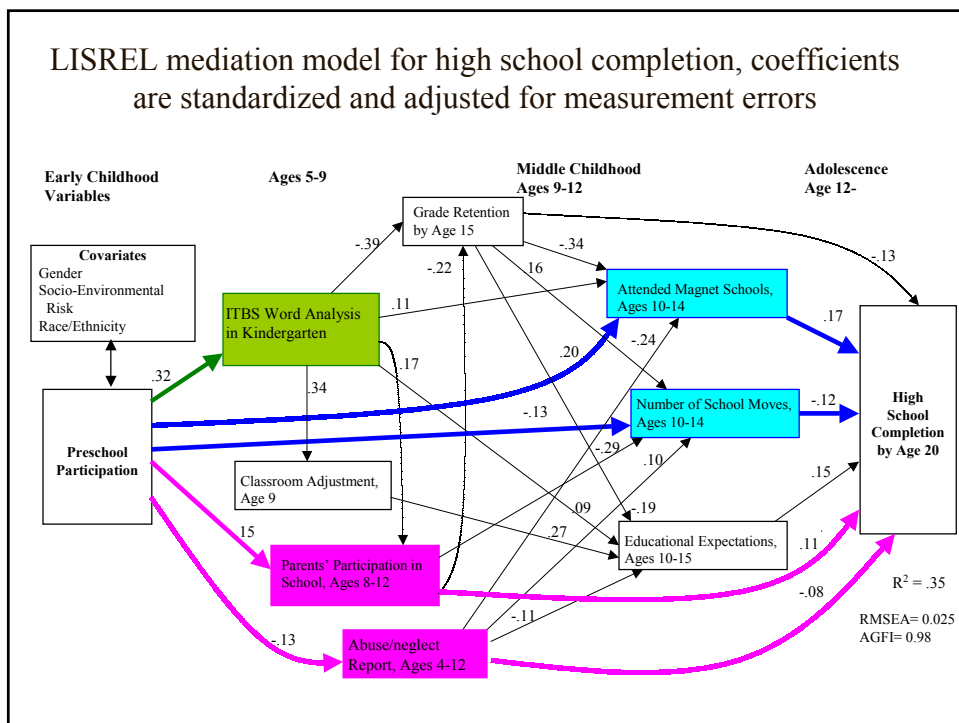 LISREL mediation model for high school completion, coefficients
are standardized and adjusted for measurement errors
Early Childhood
Variables
Ages 5-9
Middle Childhood
Ages 9-12
Adolescence
Age 12-
Covariates
Gender
Socio-Environmental
Risk
Race/Ethnicity
Grade Retention
by Age 15
ITBS Word Analysis
in Kindergarten
Attended Magnet Schools,
Ages 10-14
Number of School Moves,
Ages 10-14
Preschool
Participation
Classroom Adjustment,
Age 9
Parents’ Participation in
School, Ages 8-12
Abuse/neglect
Report, Ages 4-12
Educational Expectations,
Ages 10-15
High
School
Completion
by Age 20
-.39
-.22
-.34
.16
-.13
.11
.32
.17
.20
-.24
.17
.34
-.13
-.12
-.29
.10
.15
15
.09
.27
-.19
.11
-.08
-.11
-.13
R2 = .35
RMSEA= 0.025
AGFI= 0.98